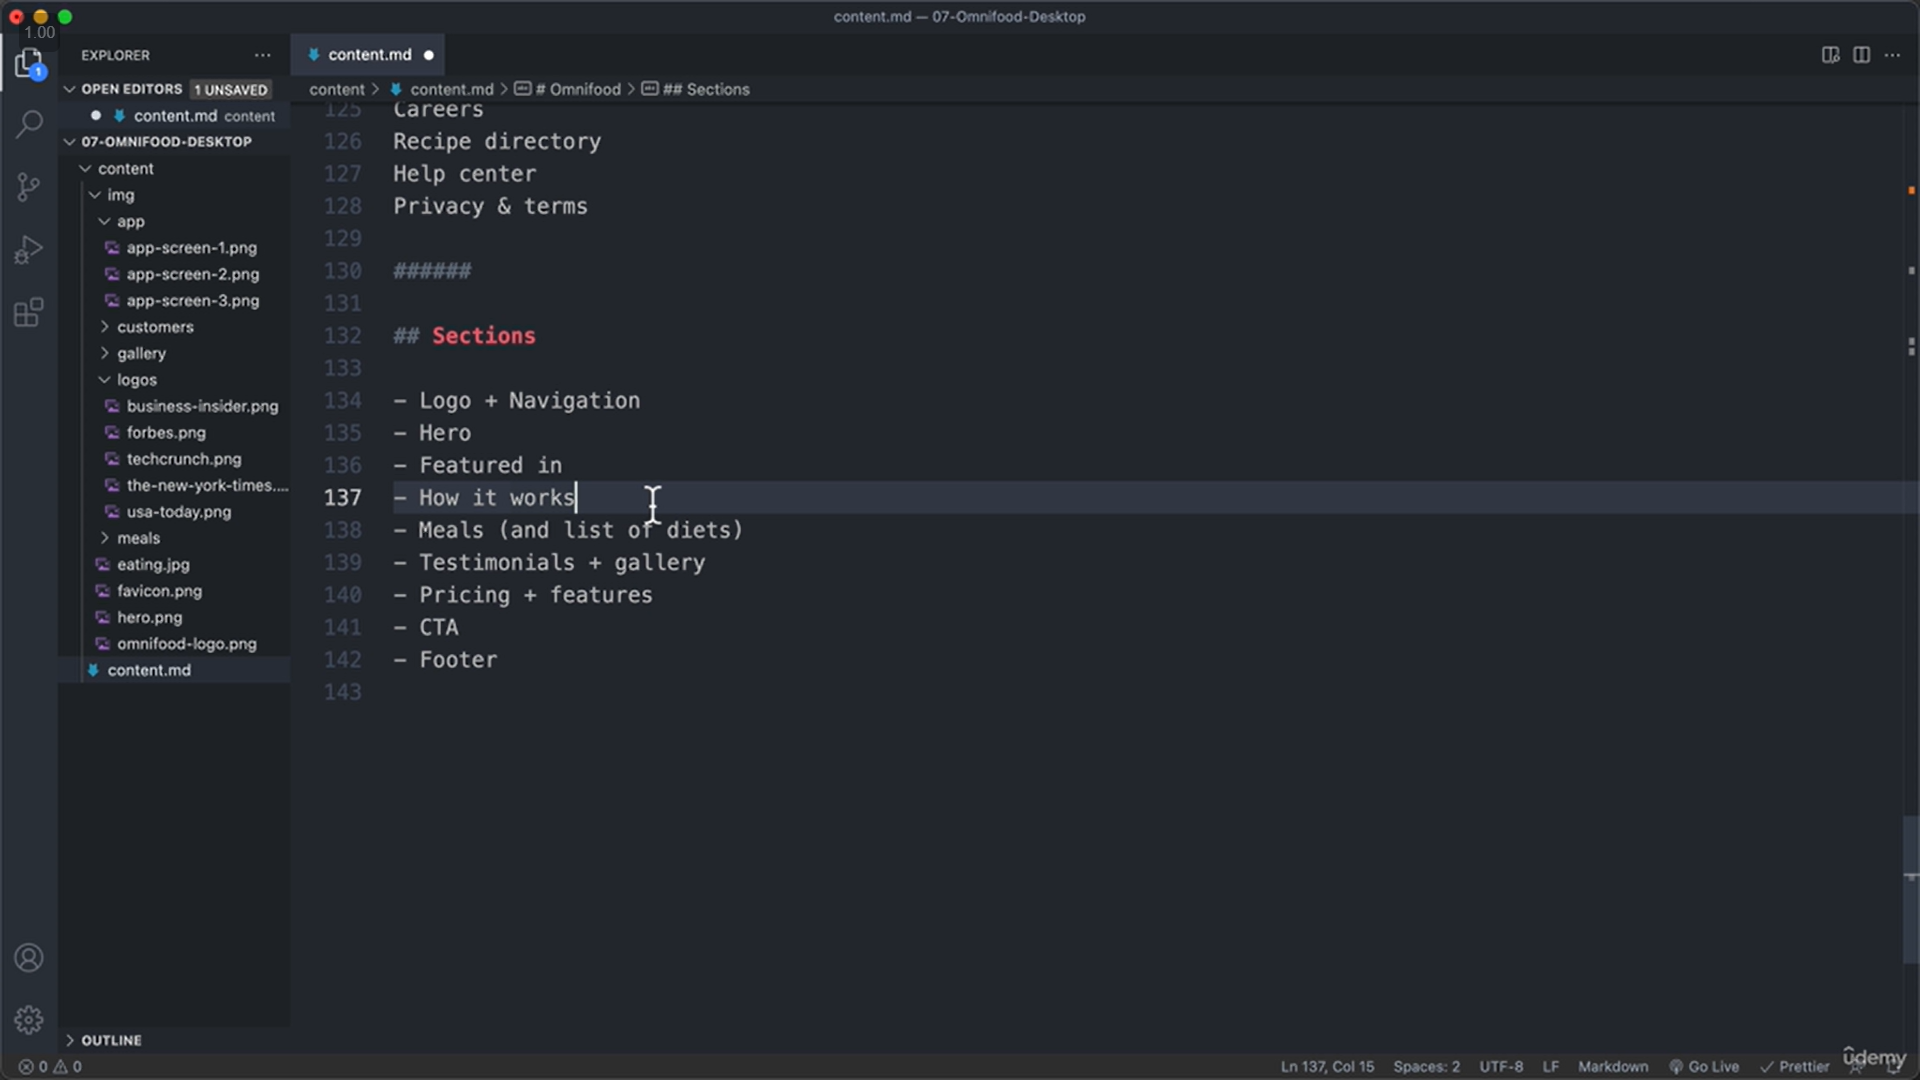 content.md — 07-Omnifood-Desktop
1.00
1
EXPLORER
OPEN EDITORS 1 UNSAVED
content.md content
07-OMNIFOOD-DESKTOP
content
img
app
app-screen-1.png
app-screen-2.png
app-screen-3.png
customers
gallery
logos
business-insider.png
forbes.png
techcrunch.png
the-new-york-times....
usa-today.png
meals
eating.jpg
favicon.png
hero.png
omnifood-logo.png
content.md
OUTLINE
content.md
content > content.md > # Omnifood > ## Sections
125 Careers
126 Recipe directory
127 Help center
128 Privacy & terms
129
130 ######
131
132 ## Sections
133
134 - Logo + Navigation
135 - Hero
136 - Featured in
137 - How it works
138 - Meals (and list of diets)
139 - Testimonials + gallery
140 - Pricing + features
141 - CTA
142 - Footer
143
0 0 Ln 137, Col 15 Spaces: 2 UTF-8 LF Markdown Go Live Prettier
ûdemy